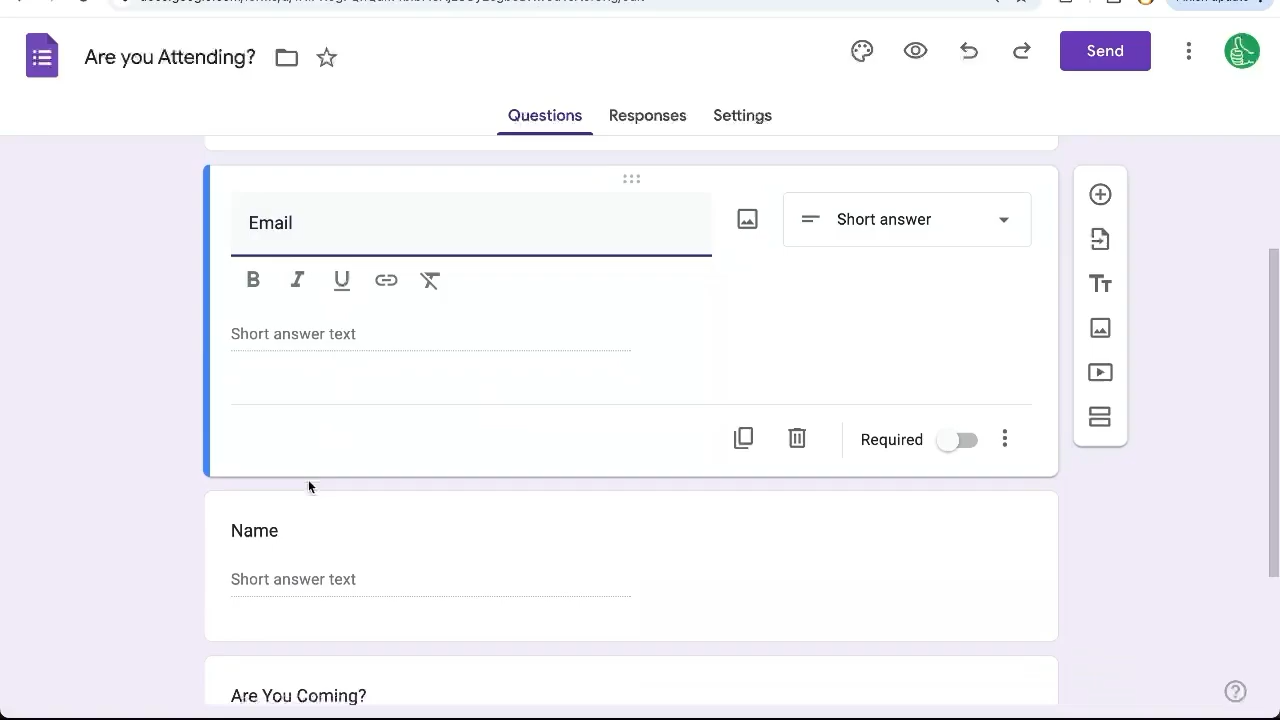 Are you Attending?
Send
Questions Responses Settings
Email
Short answer
B I U
Short answer text
Required
Name
Short answer text
Are You Coming?